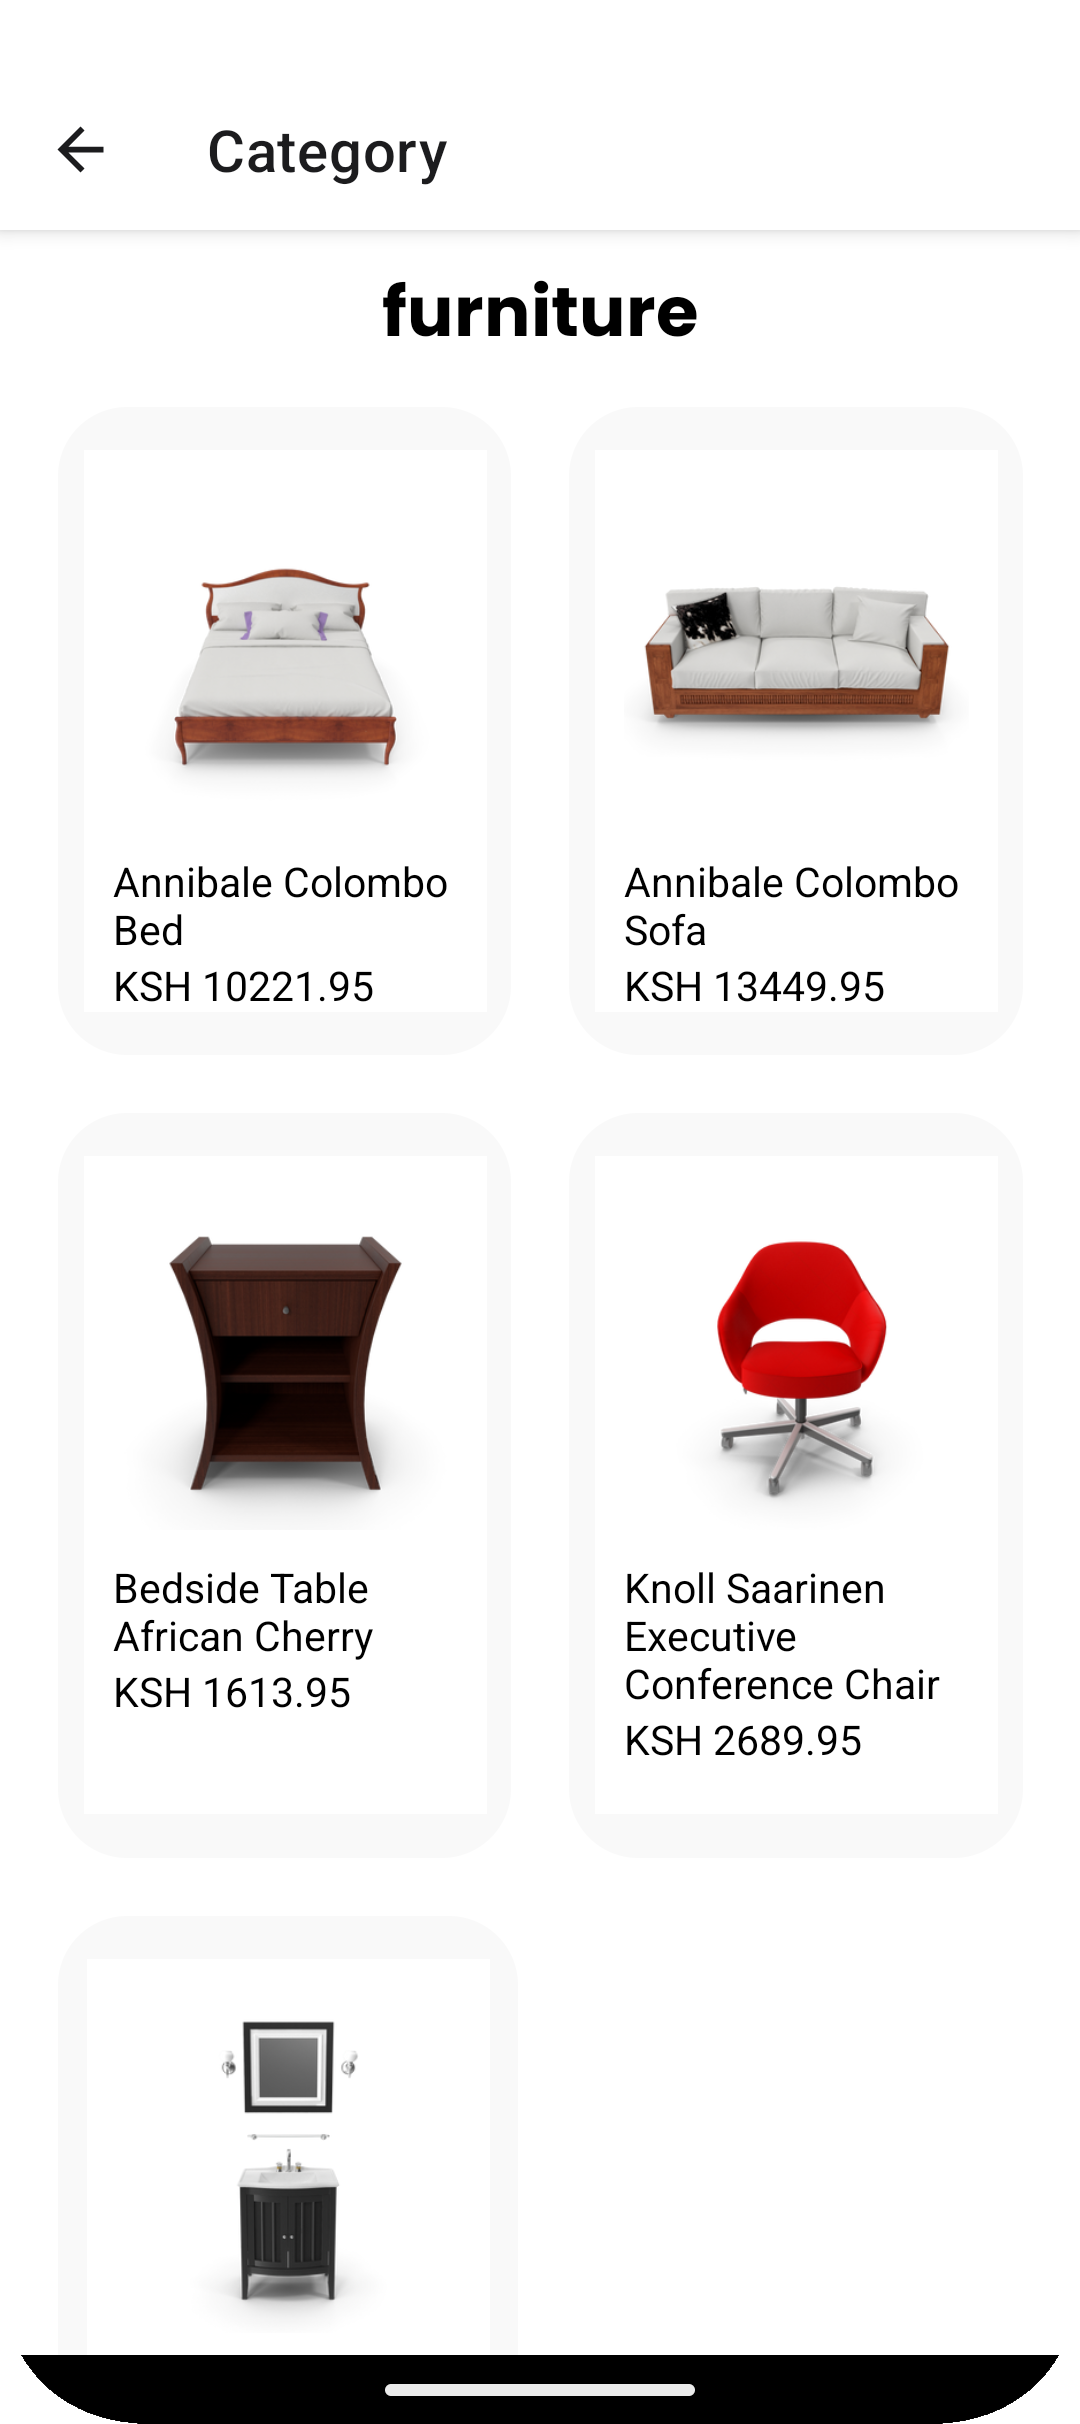 Category
furniture
Annibale Colombo
Bed
KSH 10221.95
Annibale Colombo
Sofa
KSH 13449.95
Bedside Table
African Cherry
KSH 1613.95
Knoll Saarinen
Executive
Conference Chair
KSH 2689.95